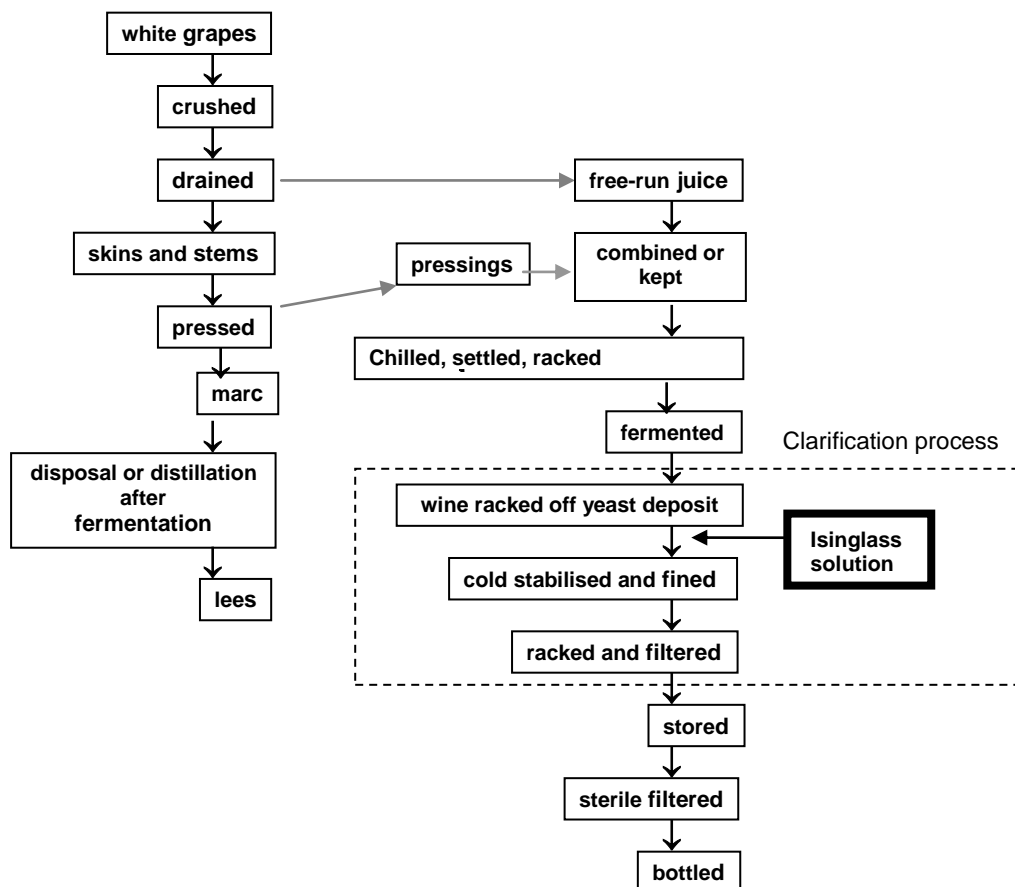 white grapes
crushed
drained
free-run juice
skins and stems
pressings
combined or
kept
pressed
Chilled, settled, racked
marc
fermented
Clarification process
disposal or distillation
after
fermentation
wine racked off yeast deposit
Isinglass
solution
cold stabilised and fined
lees
racked and filtered
stored
sterile filtered
bottled